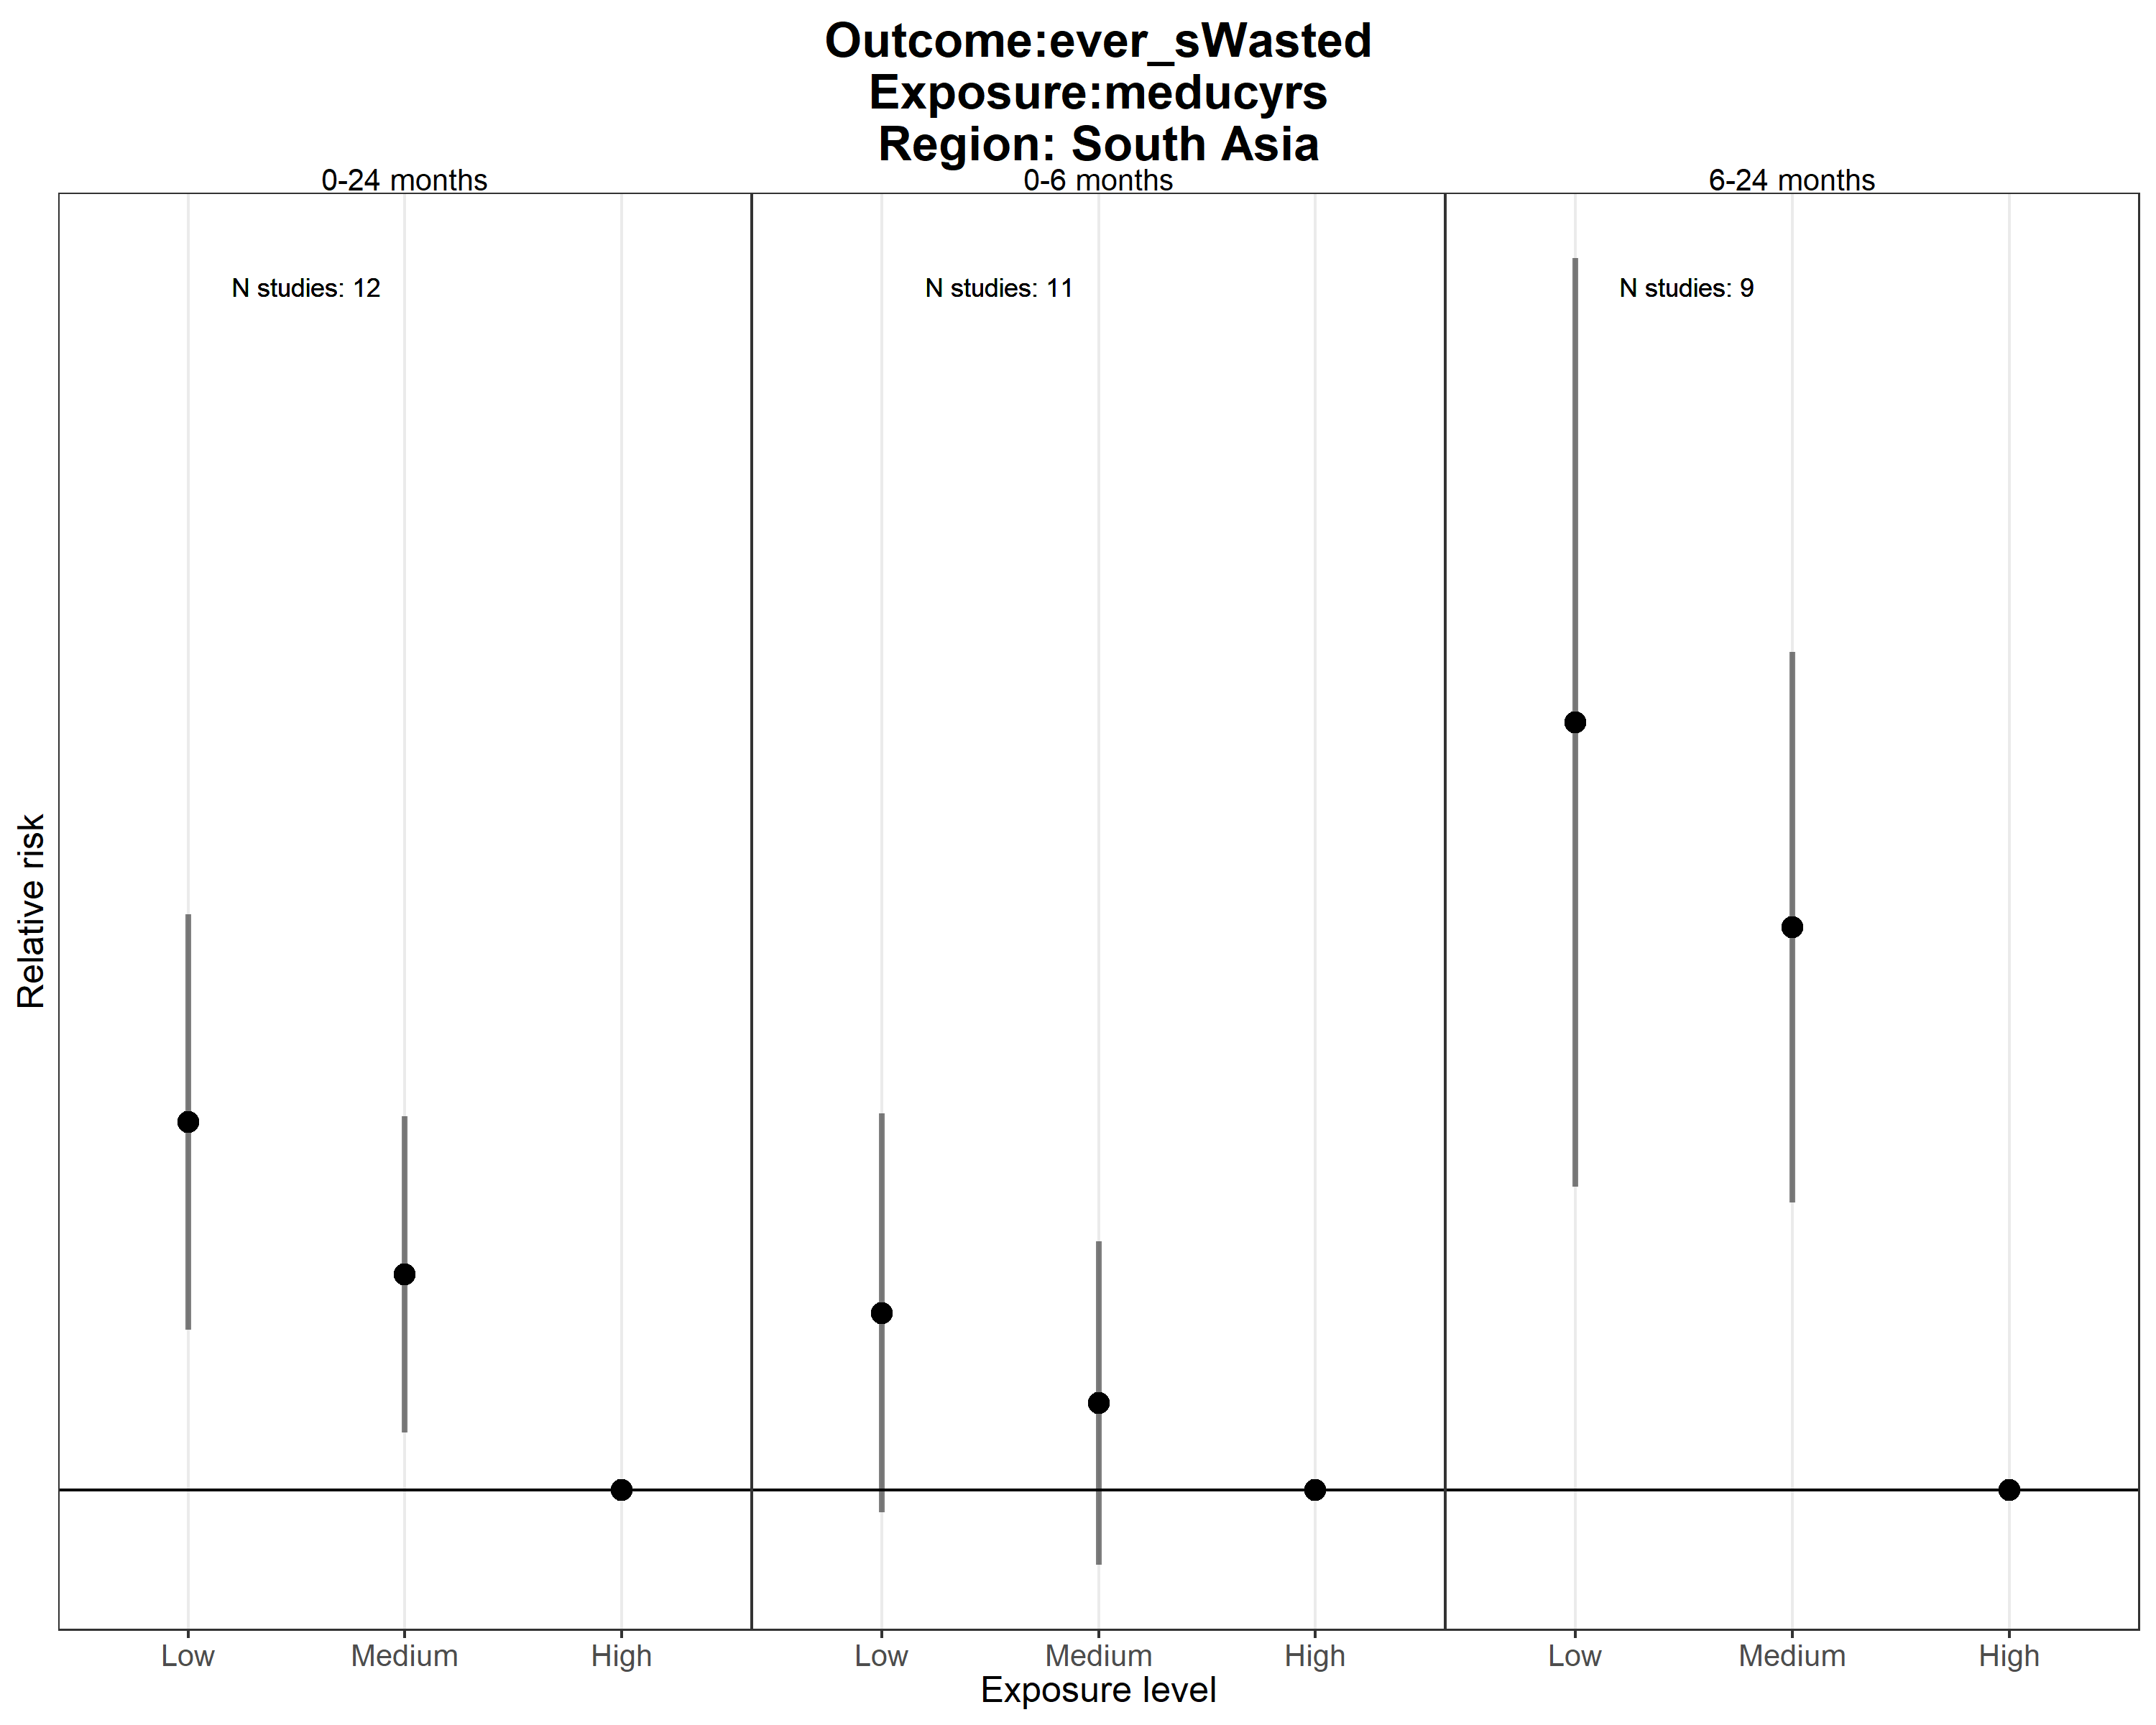 Outcome:ever_sWasted
Exposure:meducyrs
Region: South Asia
0-24 months
0-6 months
6-24 months
N studies: 12
N studies: 11
N studies: 9
Relative risk
Low
Medium
High
Low
Medium
High
Low
Medium
High
Exposure level